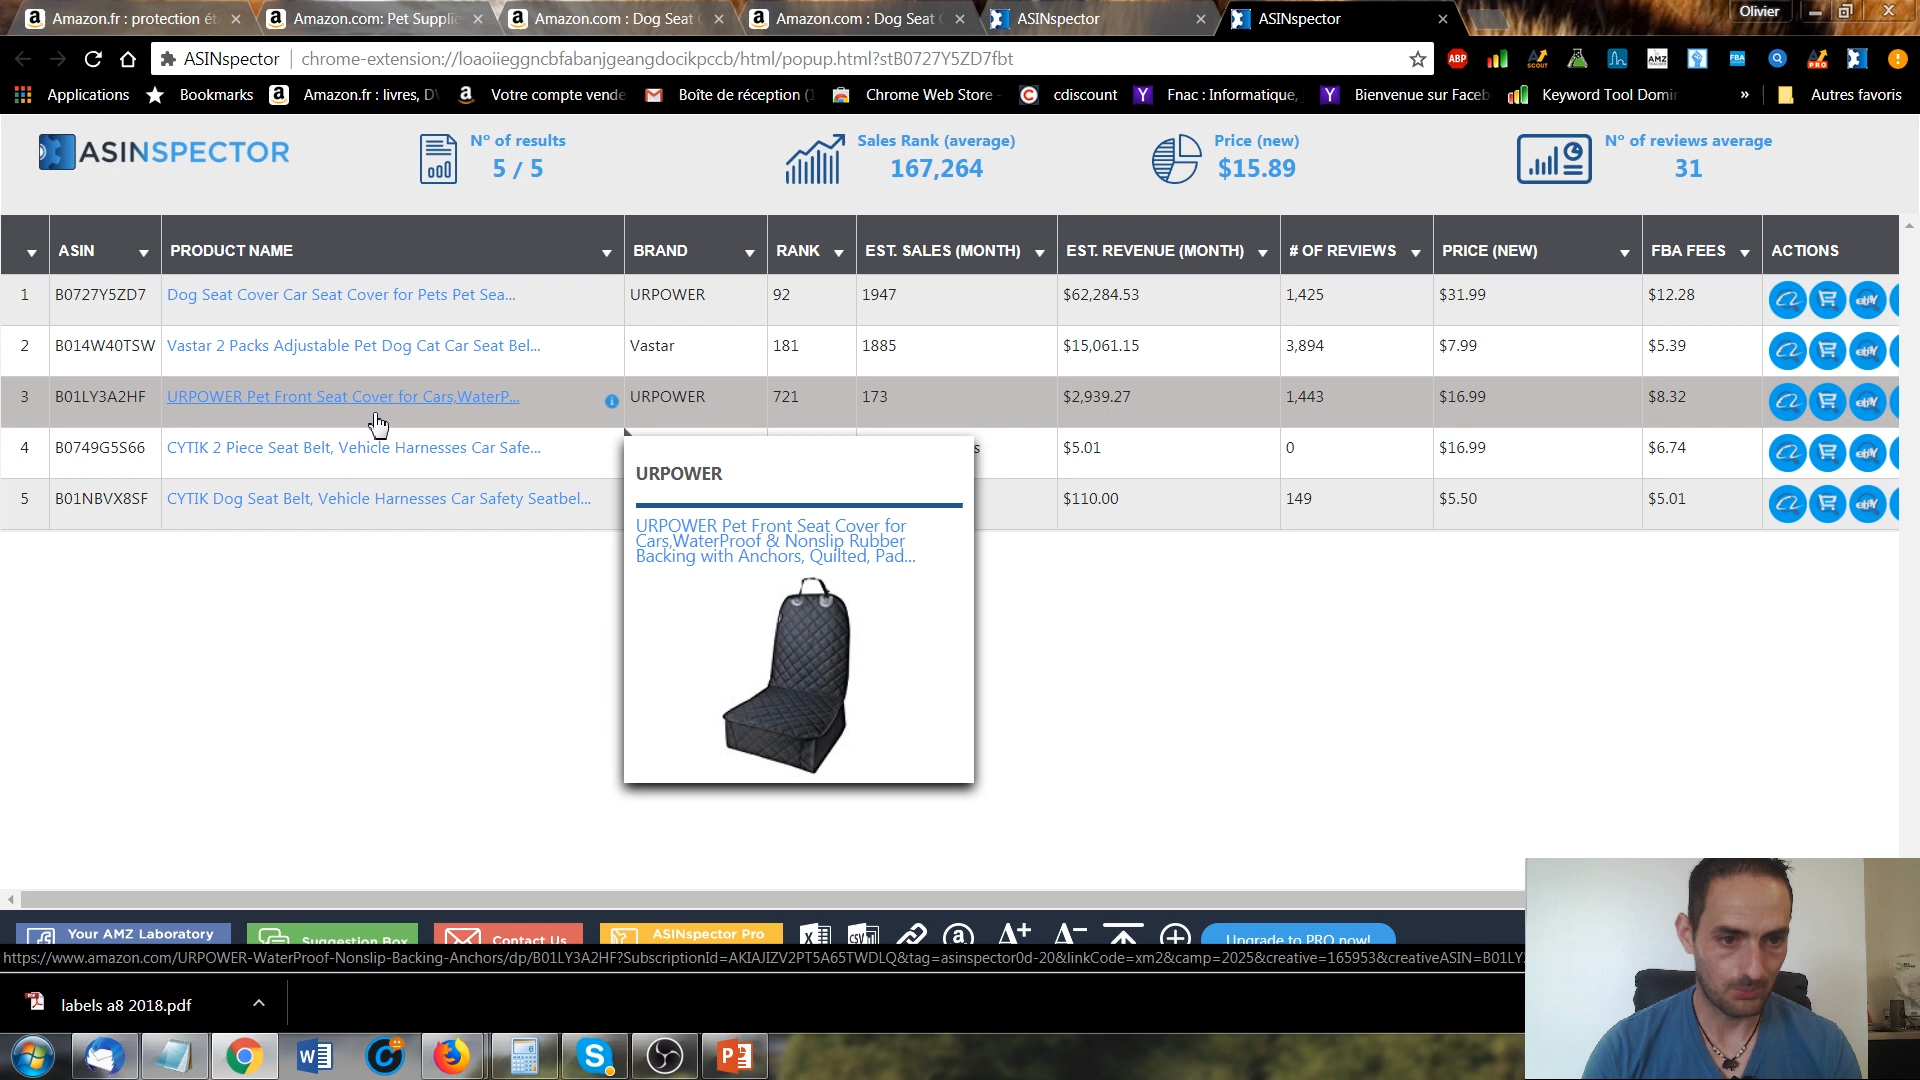 Amazon.fr : protection ét
Amazon.com: Pet Supplie
Amazon.com : Dog Seat
Amazon.com : Dog Seat
ASINspector
ASINspector
Olivier
ASINspector
chrome-extension://loaoiieggncbfabanjgeangdocikpccb/html/popup.html?stB0727Y5ZD7fbt
Applications
Bookmarks
Amazon.fr : livres, D
Votre compte vende
Boîte de réception (
Chrome Web Store -
cdiscount
Fnac : Informatique,
Bienvenue sur Faceb
Keyword Tool Domi
»
Autres favoris
ASINSPECTOR
N° of results
5 / 5
Sales Rank (average)
167,264
Price (new)
$15.89
N° of reviews average
31
ASIN PRODUCT NAME BRAND RANK EST. SALES (MONTH) EST. REVENUE (MONTH) # OF REVIEWS PRICE (NEW) FBA FEES ACTIONS
1 B0727Y5ZD7 Dog Seat Cover Car Seat Cover for Pets Pet Sea... URPOWER 92 1947 $62,284.53 1,425 $31.99 $12.28
2 B014W40TSW Vastar 2 Packs Adjustable Pet Dog Cat Car Seat Bel... Vastar 181 1885 $15,061.15 3,894 $7.99 $5.39
3 B01LY3A2HF URPOWER Pet Front Seat Cover for Cars,WaterP... URPOWER 721 173 $2,939.27 1,443 $16.99 $8.32
4 B0749G5S66 CYTIK 2 Piece Seat Belt, Vehicle Harnesses Car Safe... s $5.01 0 $16.99 $6.74
5 B01NBVX8SF CYTIK Dog Seat Belt, Vehicle Harnesses Car Safety Seatbel... $110.00 149 $5.50 $5.01
URPOWER
URPOWER Pet Front Seat Cover for
Cars,WaterProof & Nonslip Rubber
Backing with Anchors, Quilted, Pad...
Your AMZ Laboratory
Suggestion Box
Contact Us
ASINspector Pro
Upgrade to PRO now!
https://www.amazon.com/URPOWER-WaterProof-Nonslip-Backing-Anchors/dp/B01LY3A2HF?SubscriptionId=AKIAJIZV2PT5A65TWDLQ&tag=asinspector0d-20&linkCode=xm2&camp=2025&creative=165953&creativeASIN=B01LY
labels a8 2018.pdf